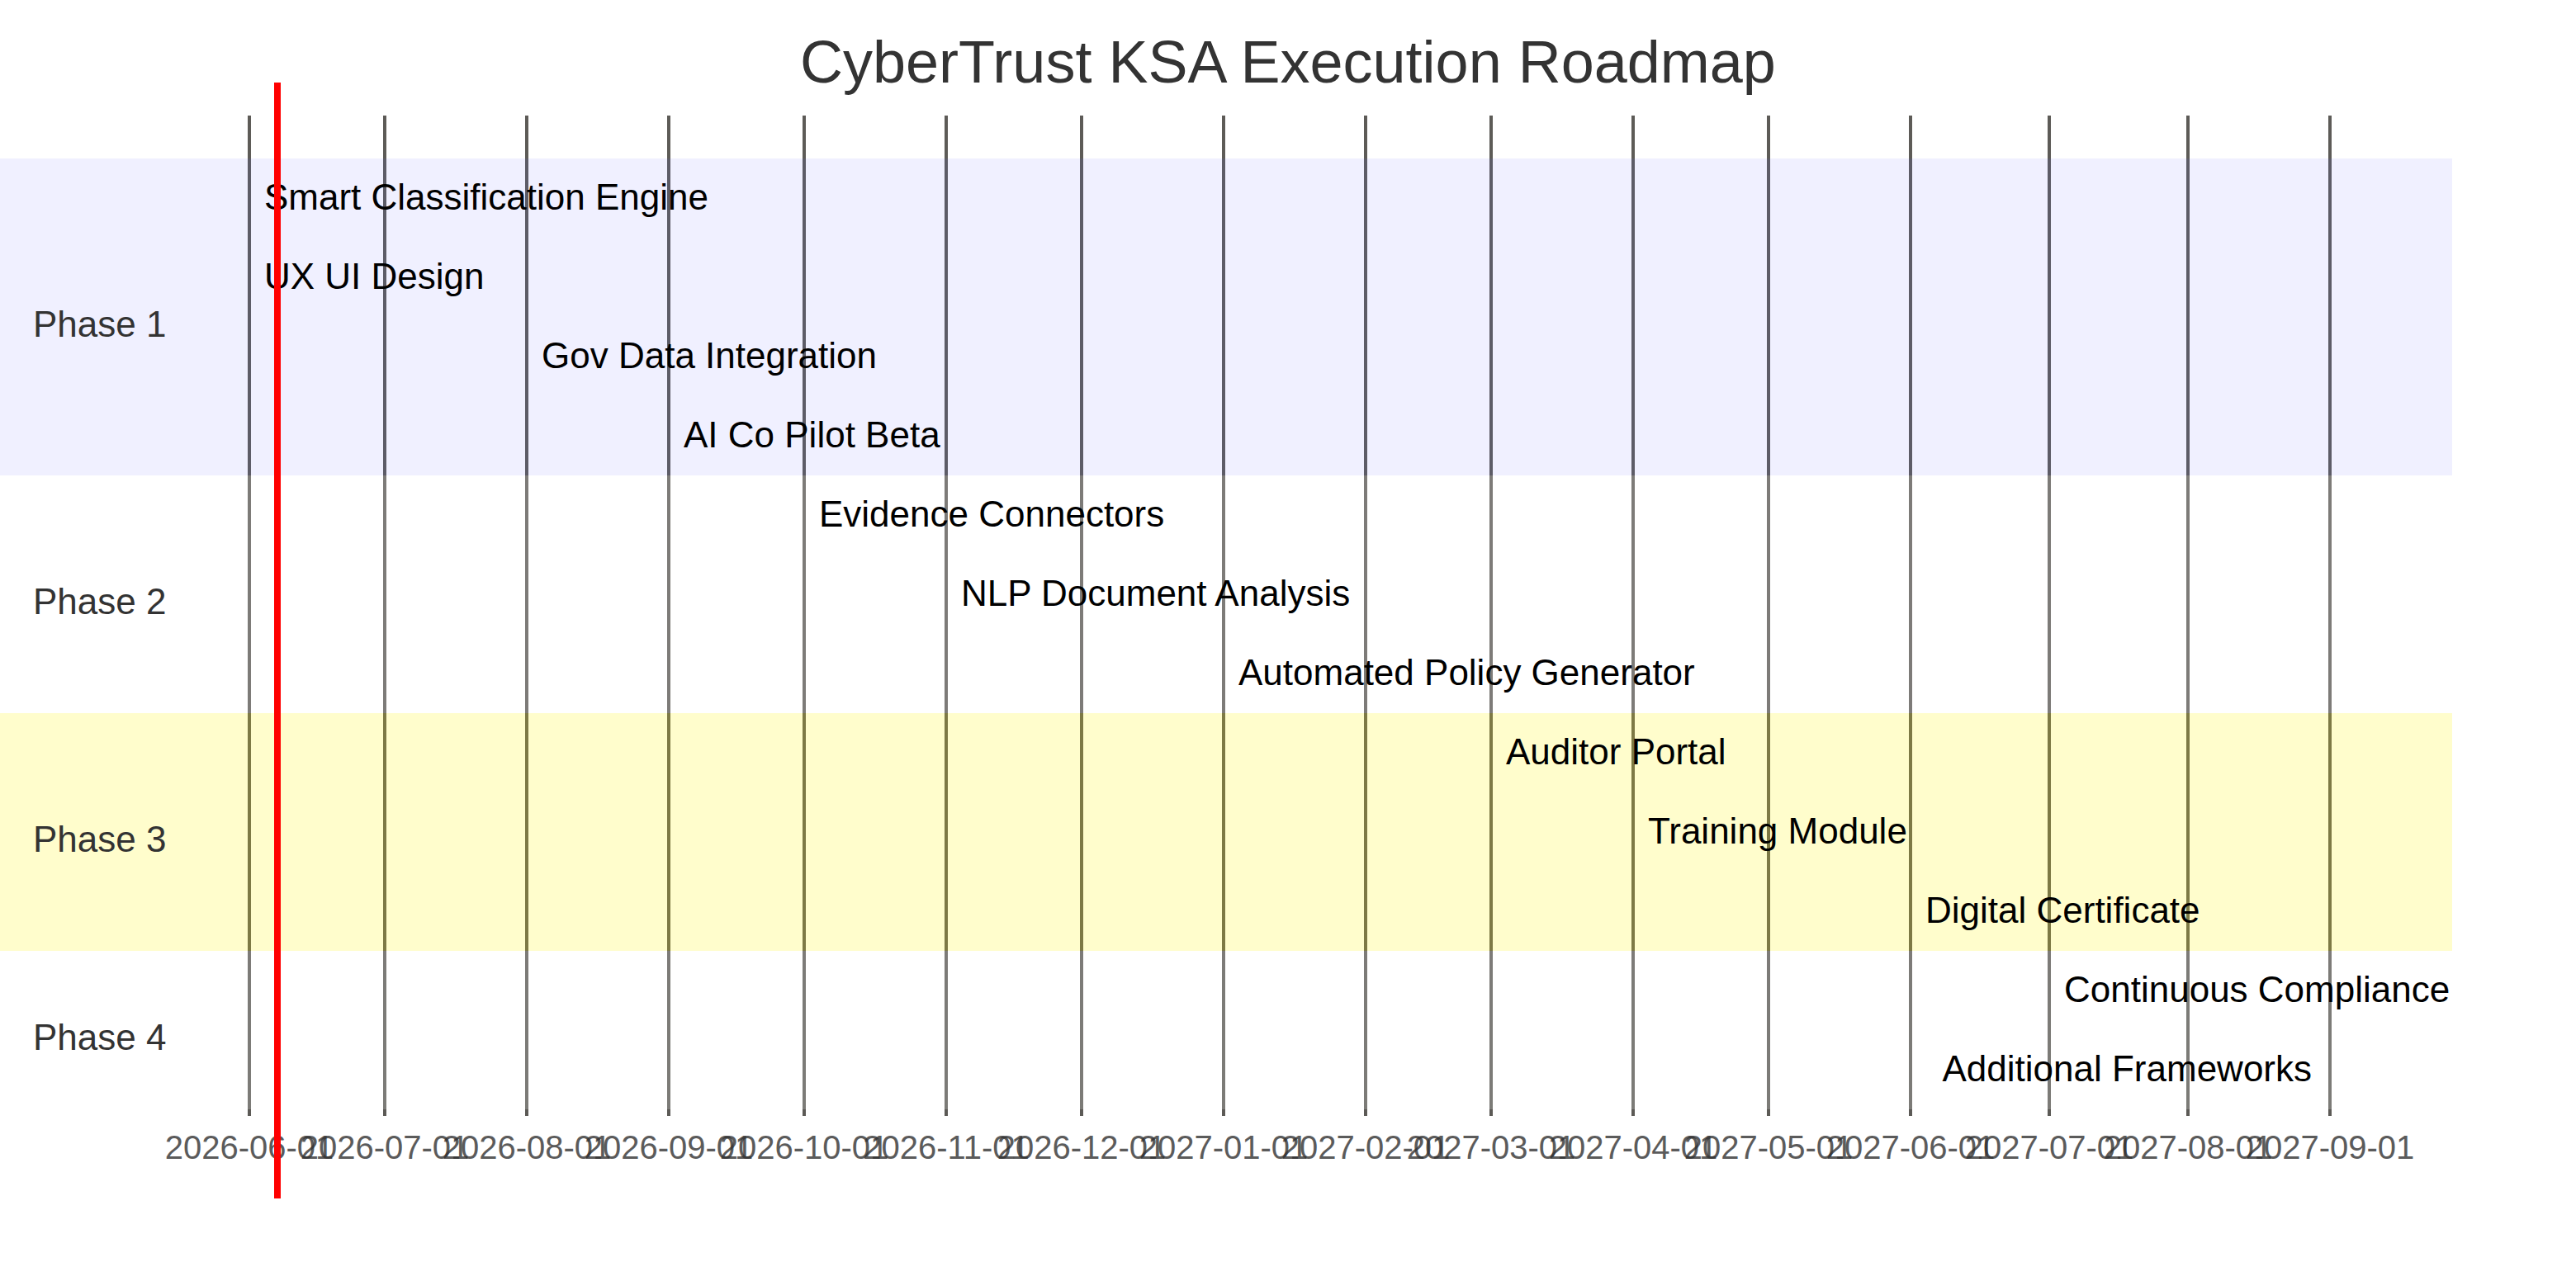 CyberTrust KSA Execution Roadmap
Phase 1
Smart Classification Engine
UX UI Design
Gov Data Integration
AI Co Pilot Beta
Phase 2
Evidence Connectors
NLP Document Analysis
Automated Policy Generator
Phase 3
Auditor Portal
Training Module
Digital Certificate
Phase 4
Continuous Compliance
Additional Frameworks
2026-06-01 2026-07-01 2026-08-01 2026-09-01 2026-10-01 2026-11-01 2026-12-01 2027-01-01 2027-02-01 2027-03-01 2027-04-01 2027-05-01 2027-06-01 2027-07-01 2027-08-01 2027-09-01